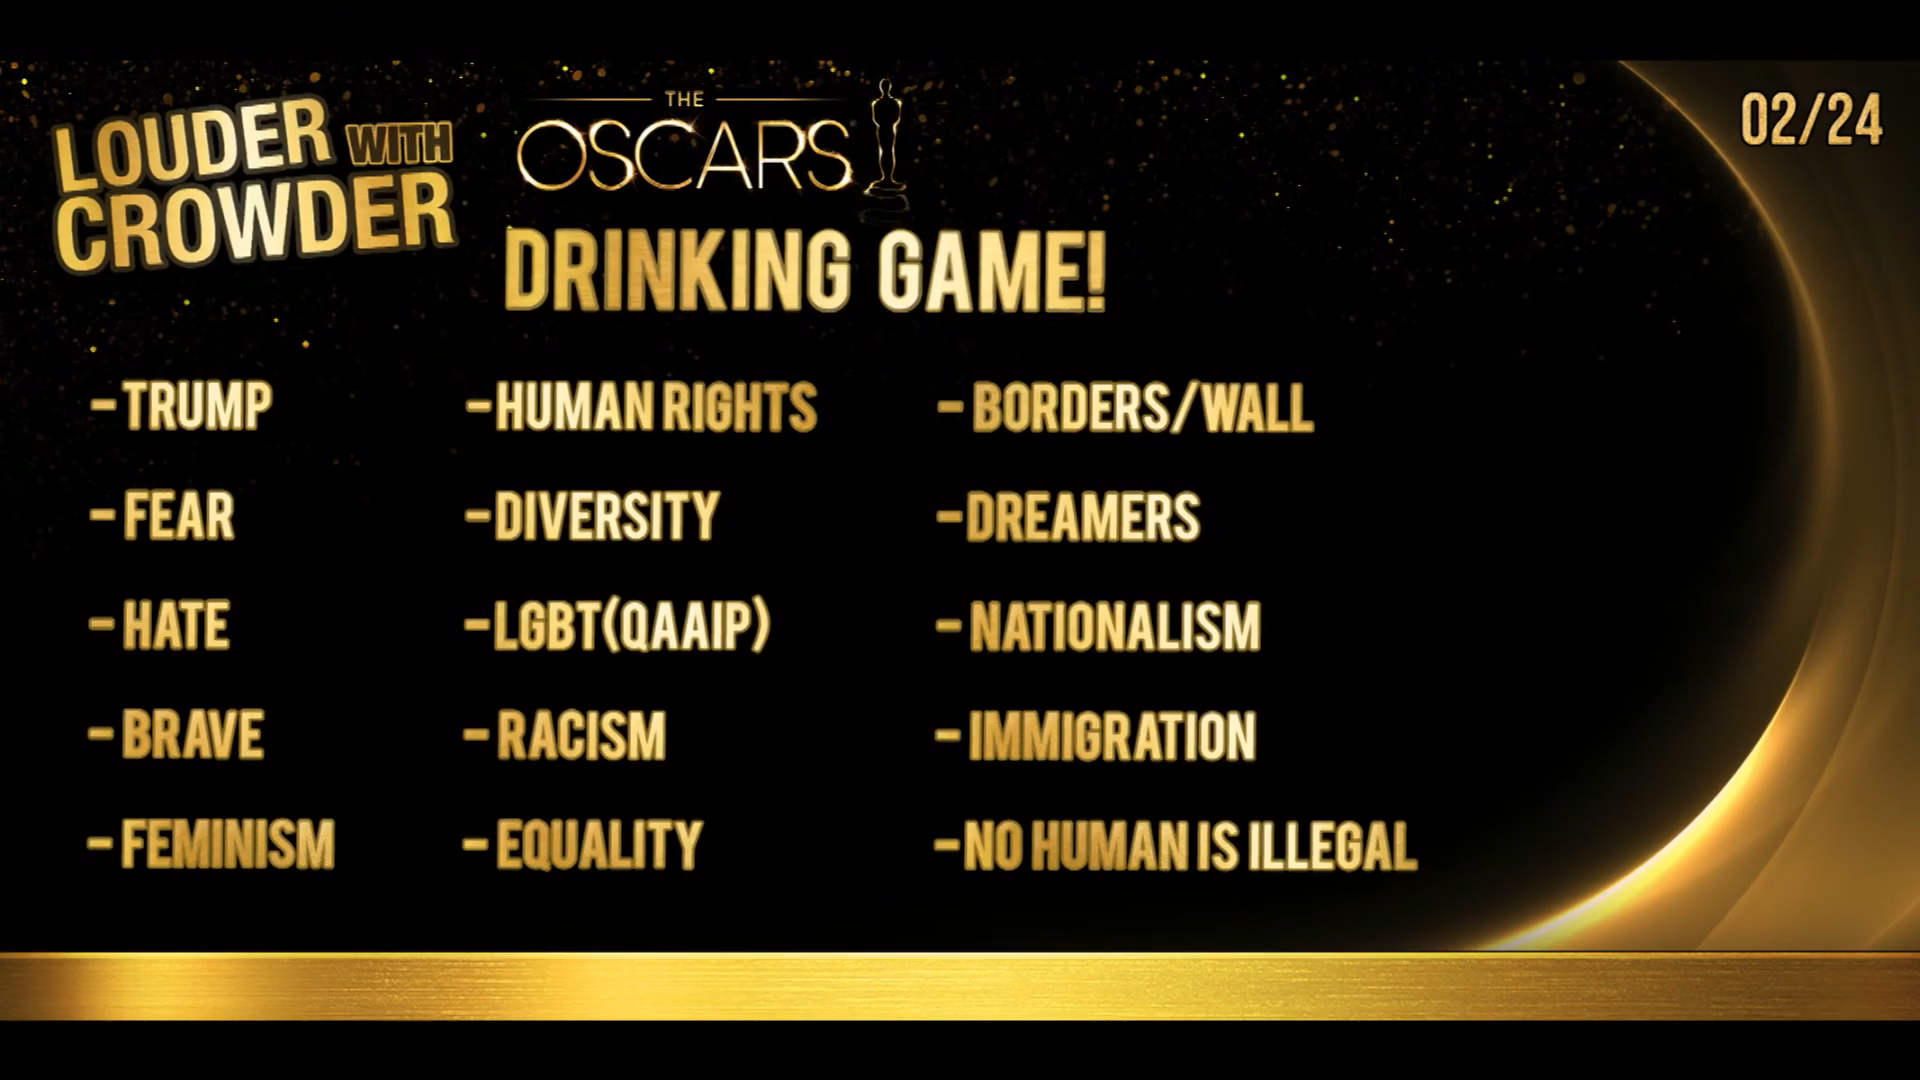 LOUDER WITH
CROWDER
THE
OSCARS
DRINKING GAME!
02/24
-TRUMP
-FEAR
-HATE
-BRAVE
-FEMINISM
-HUMAN RIGHTS
-DIVERSITY
-LGBT(QAAIP)
-RACISM
-EQUALITY
- BORDERS/WALL
-DREAMERS
- NATIONALISM
- IMMIGRATION
-NO HUMAN IS ILLEGAL